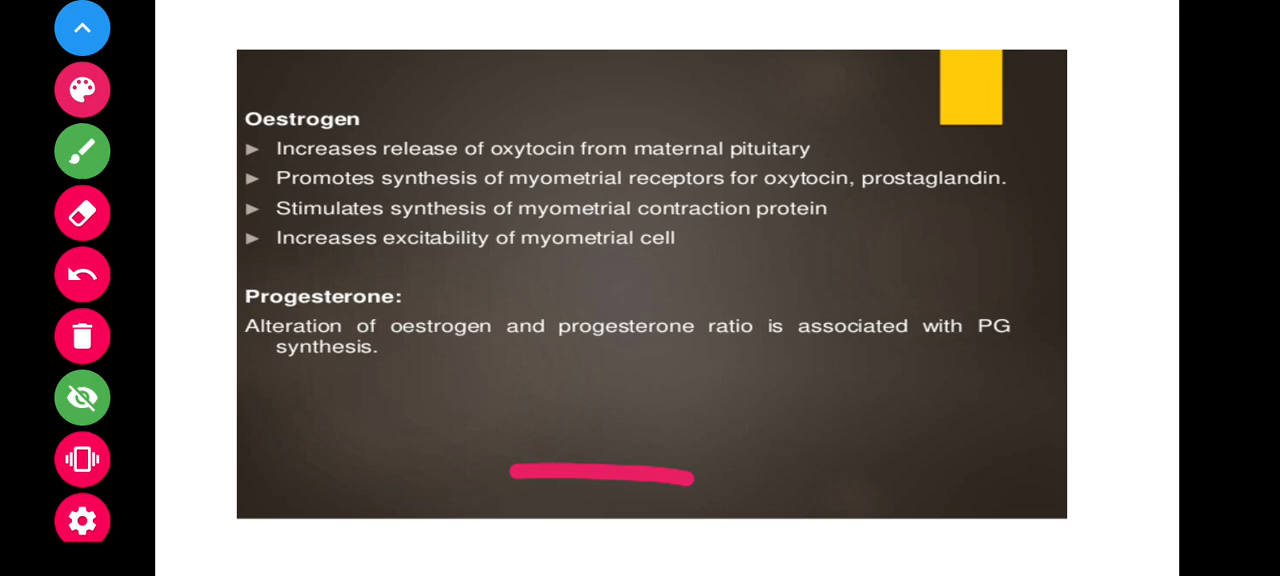 Oestrogen
Increases release of oxytocin from maternal pituitary
Promotes synthesis of myometrial receptors for oxytocin, prostaglandin.
Stimulates synthesis of myometrial contraction protein
Increases excitability of myometrial cell
Progesterone:
Alteration of oestrogen and progesterone ratio is associated with PG
synthesis.